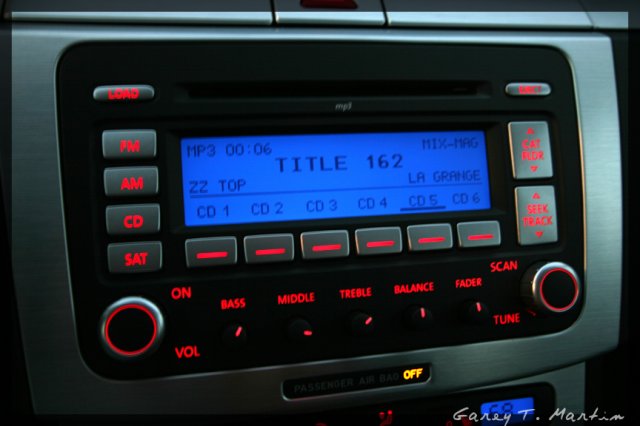 LOAD
EJECT
mp3
FM
AM
CD
SAT
MP3 00:06 MIX-MAG
TITLE 162
ZZ TOP LA GRANGE
CD 1 CD 2 CD 3 CD 4 CD 5 CD 6
CAT
FLDR
SEEK
TRACK
ON
VOL
BASS MIDDLE TREBLE BALANCE FADER
SCAN
TUNE
PASSENGER AIR BAG OFF
68
Garey T. Martin